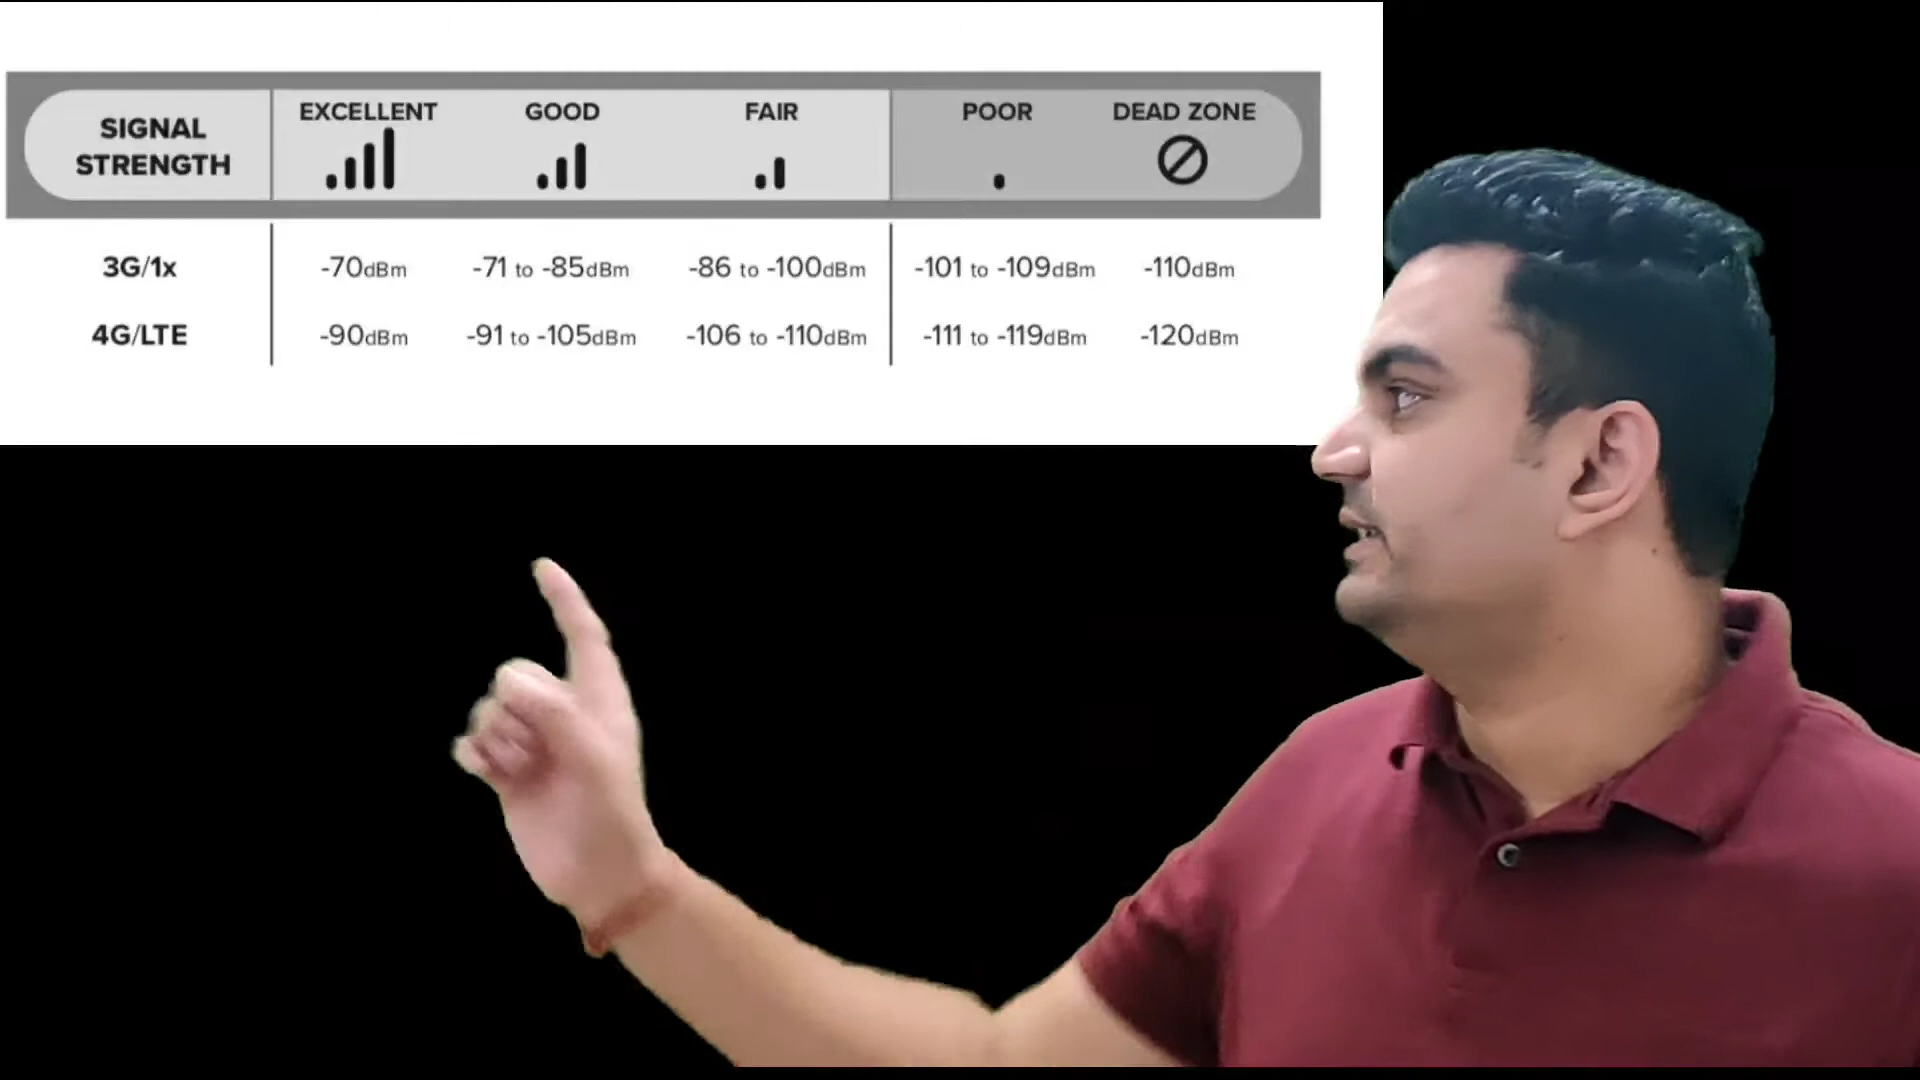 SIGNAL STRENGTH EXCELLENT GOOD FAIR POOR DEAD ZONE
3G/1x -70dBm -71 to -85dBm -86 to -100dBm -101 to -109dBm -110dBm
4G/LTE -90dBm -91 to -105dBm -106 to -110dBm -111 to -119dBm -120dBm